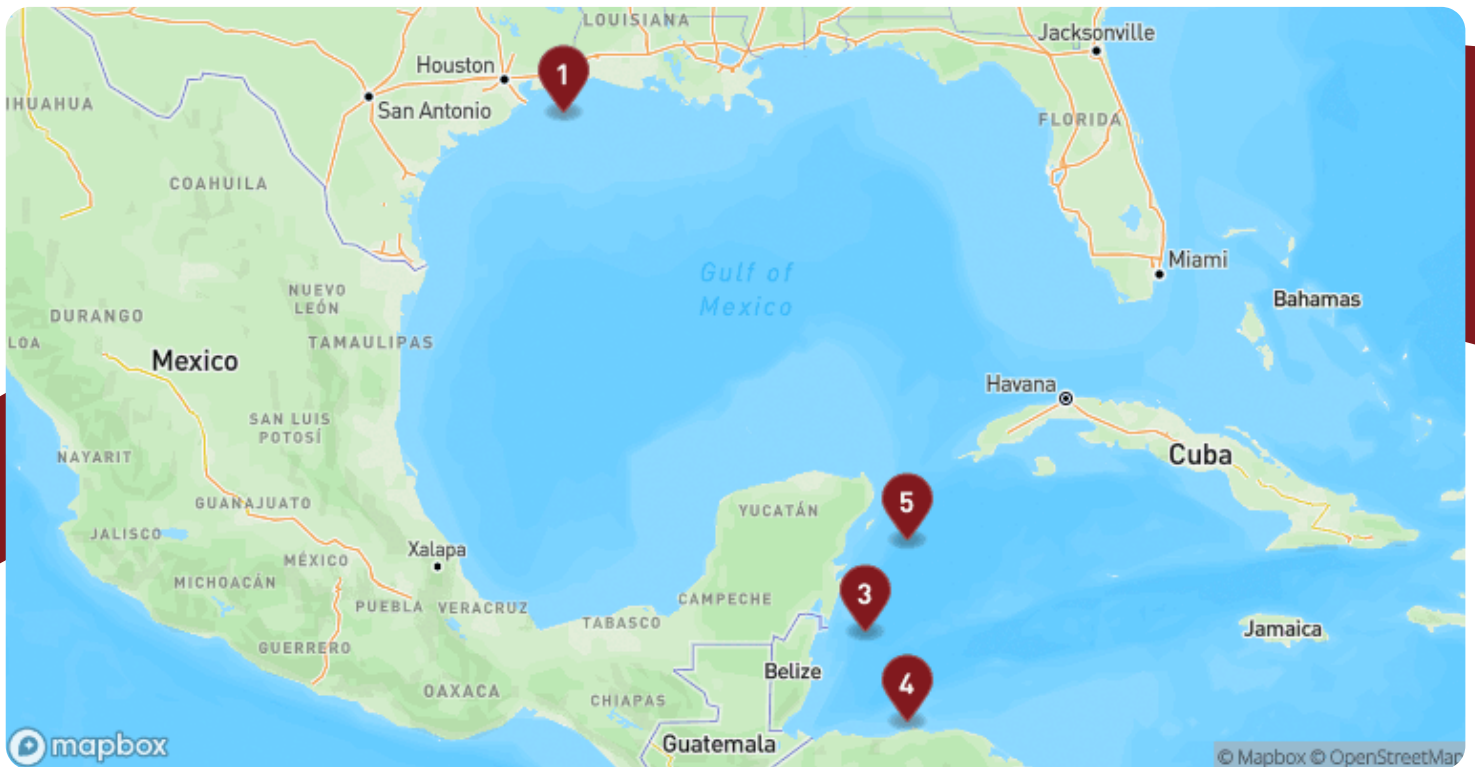 LOUISIANA
Jacksonville
Houston
1
IHUAHUA
San Antonio
FLORIDA
COAHUILA
Gulf of
Mexico
Miami
NUEVO
LEÓN
Bahamas
DURANGO
LOA
TAMAULIPAS
Mexico
Havana
SAN LUIS
POTOSÍ
Cuba
NAYARIT
GUANAJUATO
YUCATÁN
5
JALISCO
Xalapa
MÉXICO
MICHOACÁN
3
CAMPECHE
PUEBLA
VERACRUZ
TABASCO
Jamaica
GUERRERO
Belize
4
OAXACA
CHIAPAS
Guatemala
mapbox
© Mapbox © OpenStreetMap